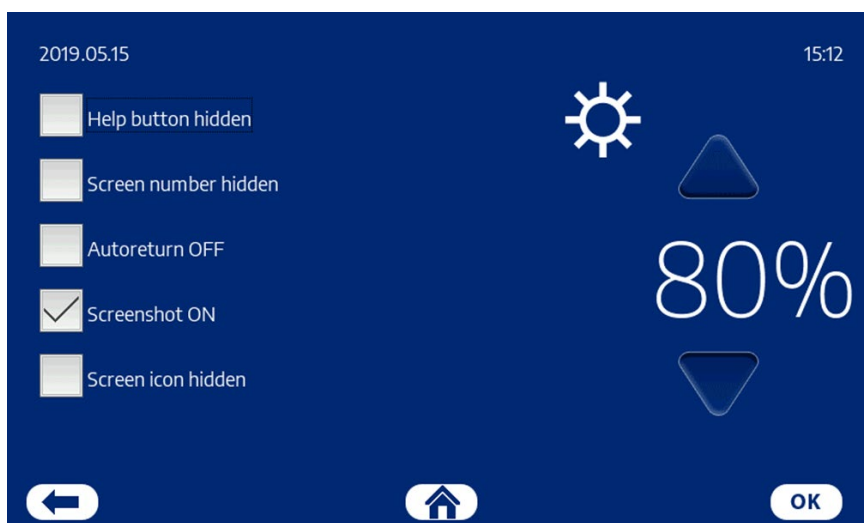 2019.05.15
15:12
Help button hidden
Screen number hidden
Autoreturn OFF
Screenshot ON
Screen icon hidden
80%
OK